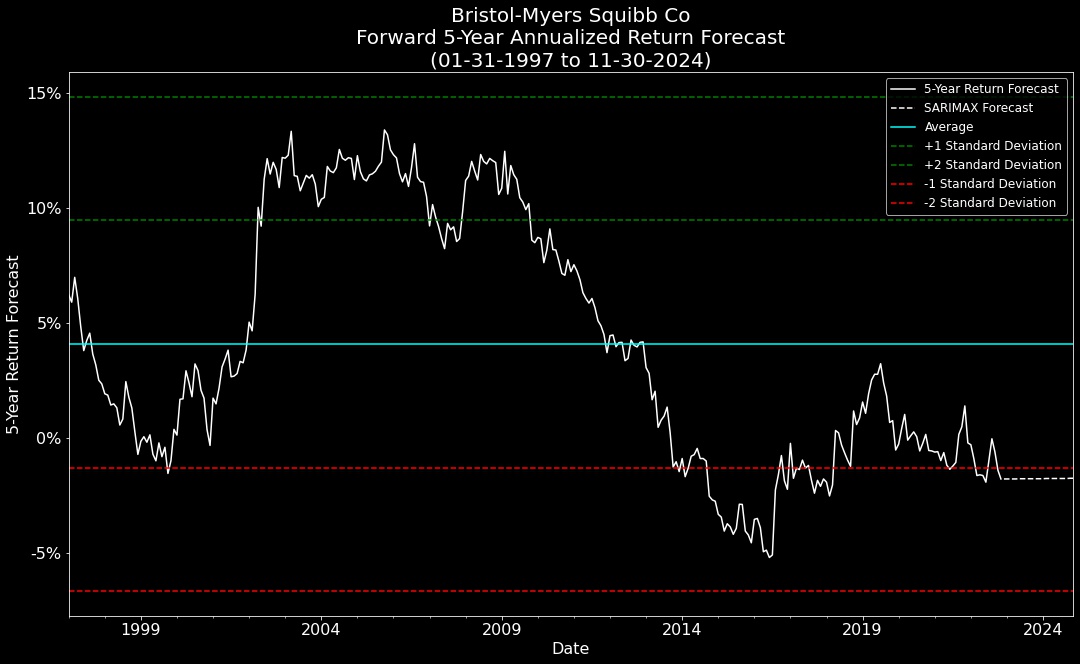 Bristol-Myers Squibb Co
Forward 5-Year Annualized Return Forecast
(01-31-1997 to 11-30-2024)
5-Year Return Forecast
SARIMAX Forecast
Average
+1 Standard Deviation
+2 Standard Deviation
-1 Standard Deviation
-2 Standard Deviation
5-Year Return Forecast
15%
10%
5%
0%
-5%
1999 2004 2009 2014 2019 2024
Date